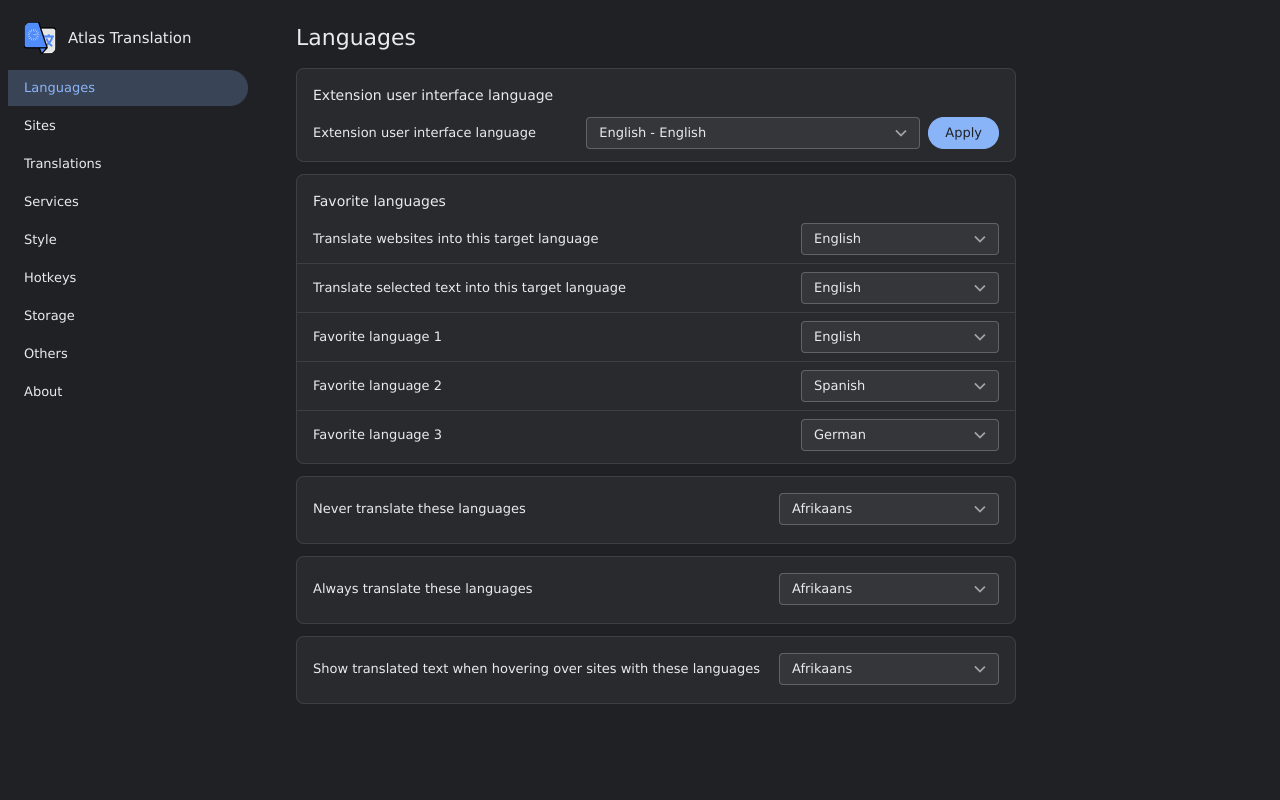 Atlas Translation
Languages
Sites
Translations
Services
Style
Hotkeys
Storage
Others
About
Languages
Extension user interface language
Extension user interface language
English - English
Apply
Favorite languages
Translate websites into this target language
English
Translate selected text into this target language
English
Favorite language 1
English
Favorite language 2
Spanish
Favorite language 3
German
Never translate these languages
Afrikaans
Always translate these languages
Afrikaans
Show translated text when hovering over sites with these languages
Afrikaans